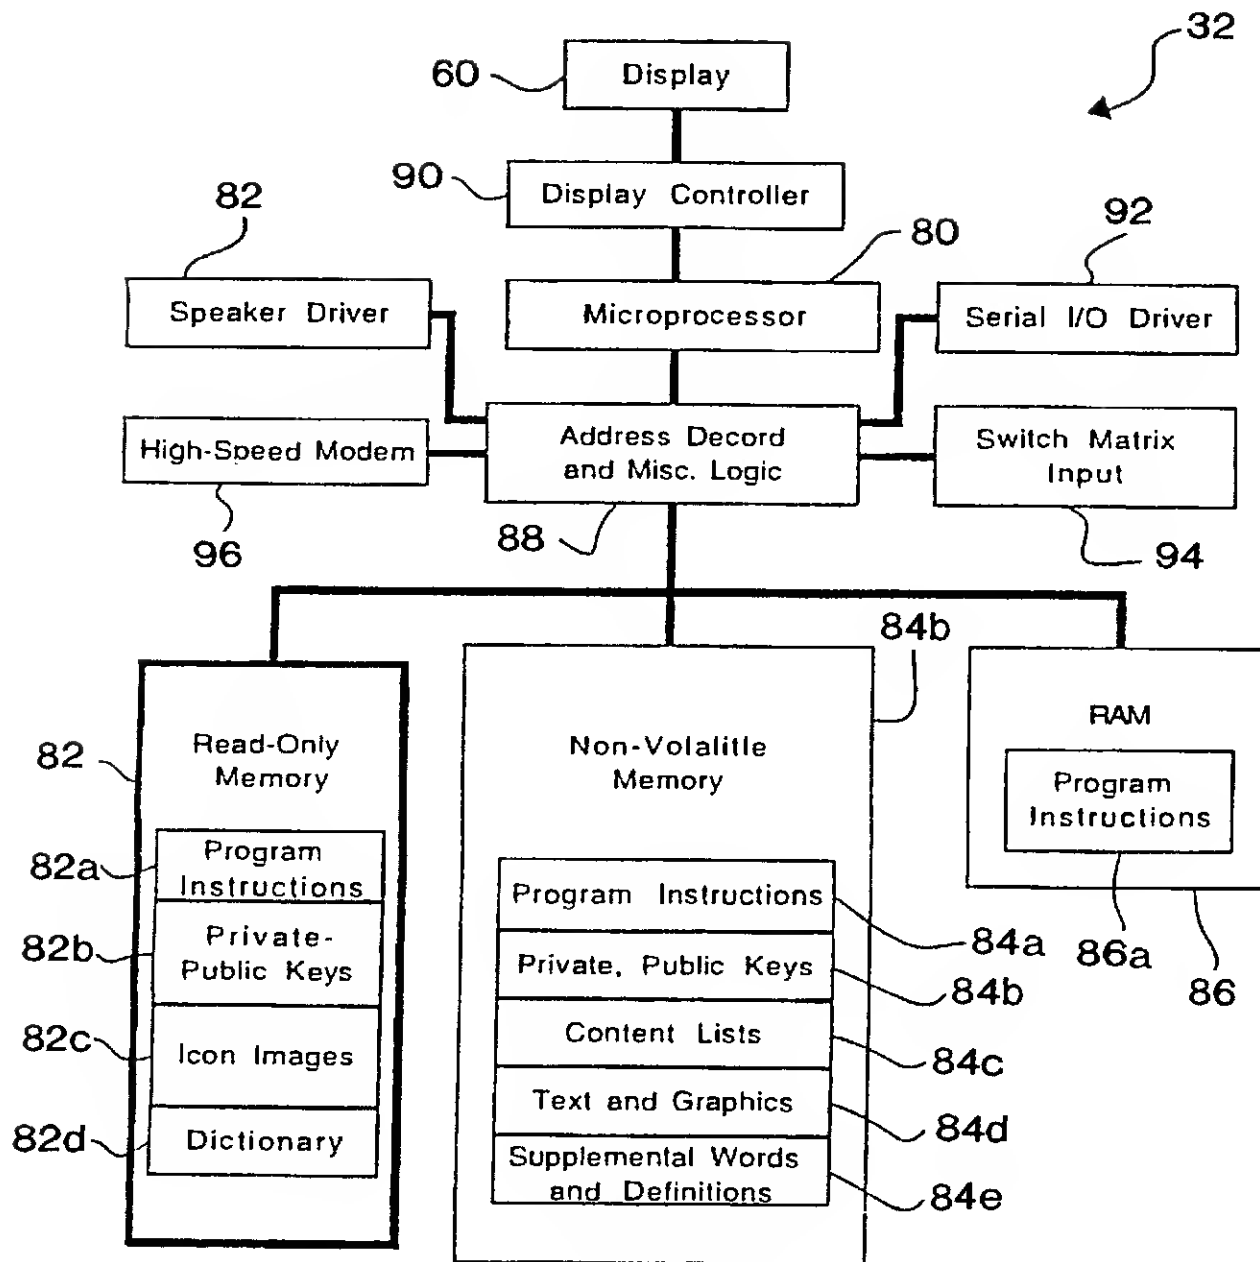 32
60
Display
90
Display Controller
82
80
92
Speaker Driver
Microprocessor
Serial I/O Driver
High-Speed Modem
Address Decord
and Misc. Logic
Switch Matrix
Input
96
88
94
84b
82
Read-Only
Memory
Non-Volalitle
Memory
RAM
Program
Instructions
82a
Program
Instructions
82b
Private-
Public Keys
82c
Icon Images
82d
Dictionary
Program Instructions
84a
Private, Public Keys
84b
Content Lists
84c
Text and Graphics
84d
Supplemental Words
and Definitions
84e
86a
86